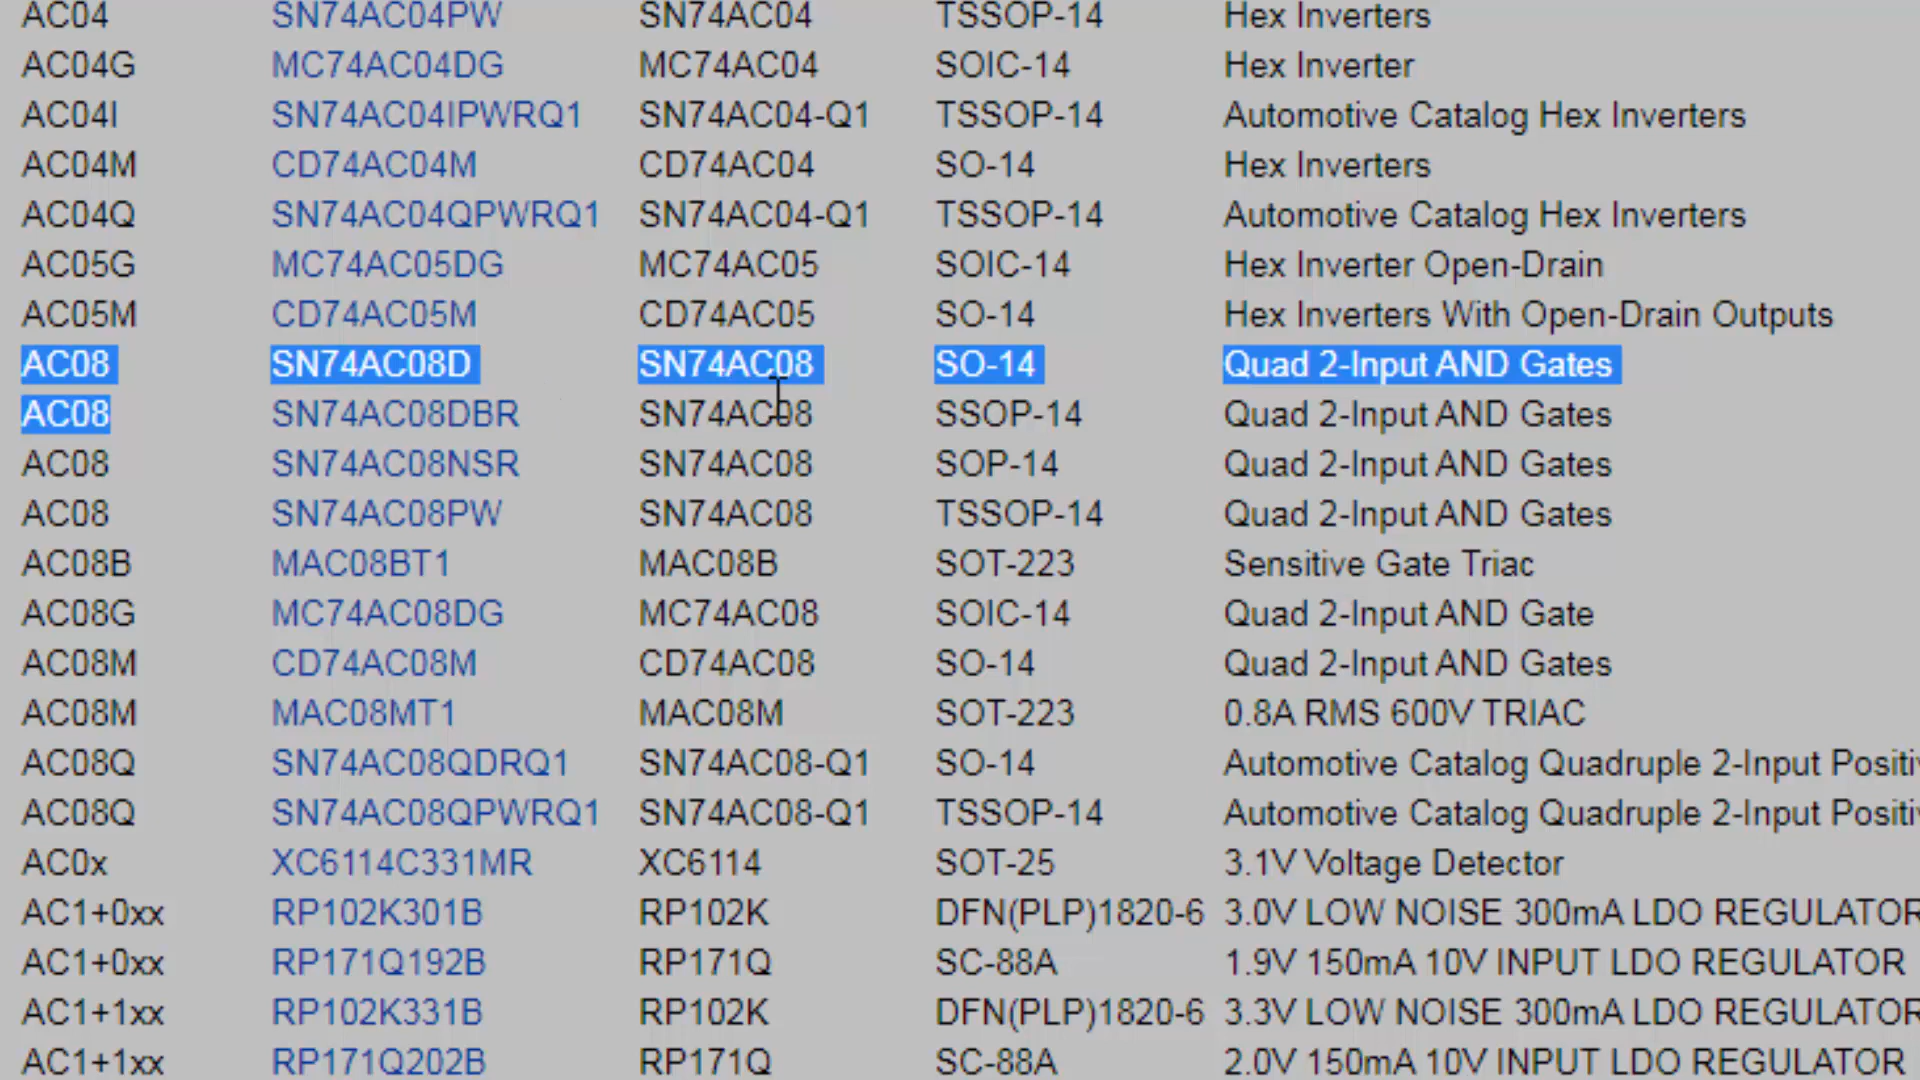 AC04 SN74AC04PW SN74AC04 TSSOP-14 Hex Inverters
AC04G MC74AC04DG MC74AC04 SOIC-14 Hex Inverter
AC04I SN74AC04IPWRQ1 SN74AC04-Q1 TSSOP-14 Automotive Catalog Hex Inverters
AC04M CD74AC04M CD74AC04 SO-14 Hex Inverters
AC04Q SN74AC04QPWRQ1 SN74AC04-Q1 TSSOP-14 Automotive Catalog Hex Inverters
AC05G MC74AC05DG MC74AC05 SOIC-14 Hex Inverter Open-Drain
AC05M CD74AC05M CD74AC05 SO-14 Hex Inverters With Open-Drain Outputs
AC08 SN74AC08D SN74AC08 SO-14 Quad 2-Input AND Gates
AC08 SN74AC08DBR SN74AC08 SSOP-14 Quad 2-Input AND Gates
AC08 SN74AC08NSR SN74AC08 SOP-14 Quad 2-Input AND Gates
AC08 SN74AC08PW SN74AC08 TSSOP-14 Quad 2-Input AND Gates
AC08B MAC08BT1 MAC08B SOT-223 Sensitive Gate Triac
AC08G MC74AC08DG MC74AC08 SOIC-14 Quad 2-Input AND Gate
AC08M CD74AC08M CD74AC08 SO-14 Quad 2-Input AND Gates
AC08M MAC08MT1 MAC08M SOT-223 0.8A RMS 600V TRIAC
AC08Q SN74AC08QDRQ1 SN74AC08-Q1 SO-14 Automotive Catalog Quadruple 2-Input Positiv
AC08Q SN74AC08QPWRQ1 SN74AC08-Q1 TSSOP-14 Automotive Catalog Quadruple 2-Input Positiv
AC0x XC6114C331MR XC6114 SOT-25 3.1V Voltage Detector
AC1+0xx RP102K301B RP102K DFN(PLP)1820-6 3.0V LOW NOISE 300mA LDO REGULATOR
AC1+0xx RP171Q192B RP171Q SC-88A 1.9V 150mA 10V INPUT LDO REGULATOR
AC1+1xx RP102K331B RP102K DFN(PLP)1820-6 3.3V LOW NOISE 300mA LDO REGULATOR
AC1+1xx RP171Q202B RP171Q SC-88A 2.0V 150mA 10V INPUT LDO REGULATOR